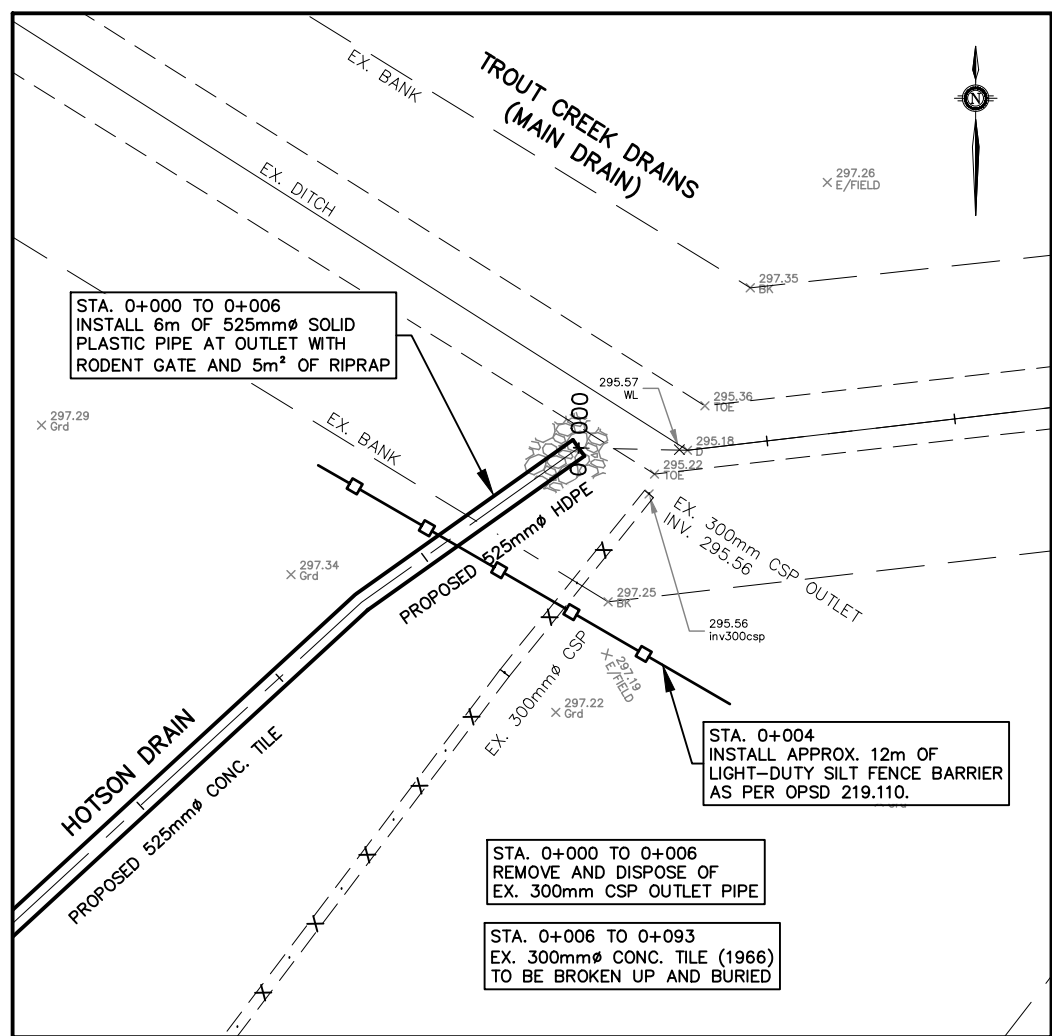 EX. BANK
TROUT CREEK DRAINS
(MAIN DRAIN)
N
297.26
E/FIELD
EX. DITCH
297.35
BK
STA. 0+000 TO 0+006
INSTALL 6m OF 525mmø SOLID
PLASTIC PIPE AT OUTLET WITH
RODENT GATE AND 5m² OF RIPRAP
295.57
WL
295.36
TOE
297.29
Grd
EX. BANK
0+000
295.18
D
295.22
TOE
EX. 300mm CSP OUTLET
INV. 295.56
PROPOSED 525mmø HDPE
297.34
Grd
297.25
BK
295.56
inv300csp
297.19
E/FIELD
297.22
Grd
EX. 300mmø CSP
HOTSON DRAIN
PROPOSED 525mmø CONC. TILE
STA. 0+004
INSTALL APPROX. 12m OF
LIGHT-DUTY SILT FENCE BARRIER
AS PER OPSD 219.110.
STA. 0+000 TO 0+006
REMOVE AND DISPOSE OF
EX. 300mm CSP OUTLET PIPE
STA. 0+006 TO 0+093
EX. 300mmø CONC. TILE (1966)
TO BE BROKEN UP AND BURIED